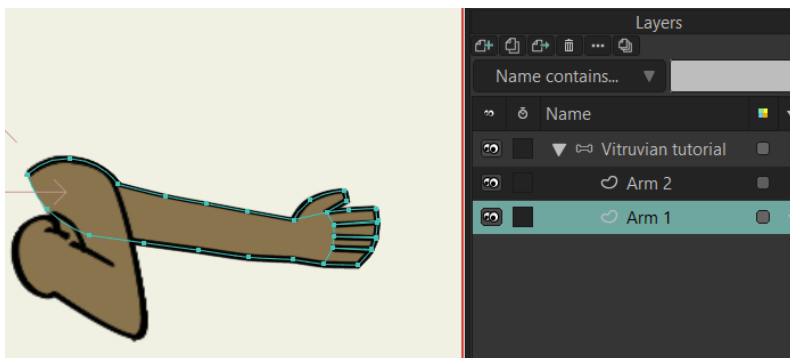 Layers
Name contains...
Name
Vitruvian tutorial
Arm 2
Arm 1